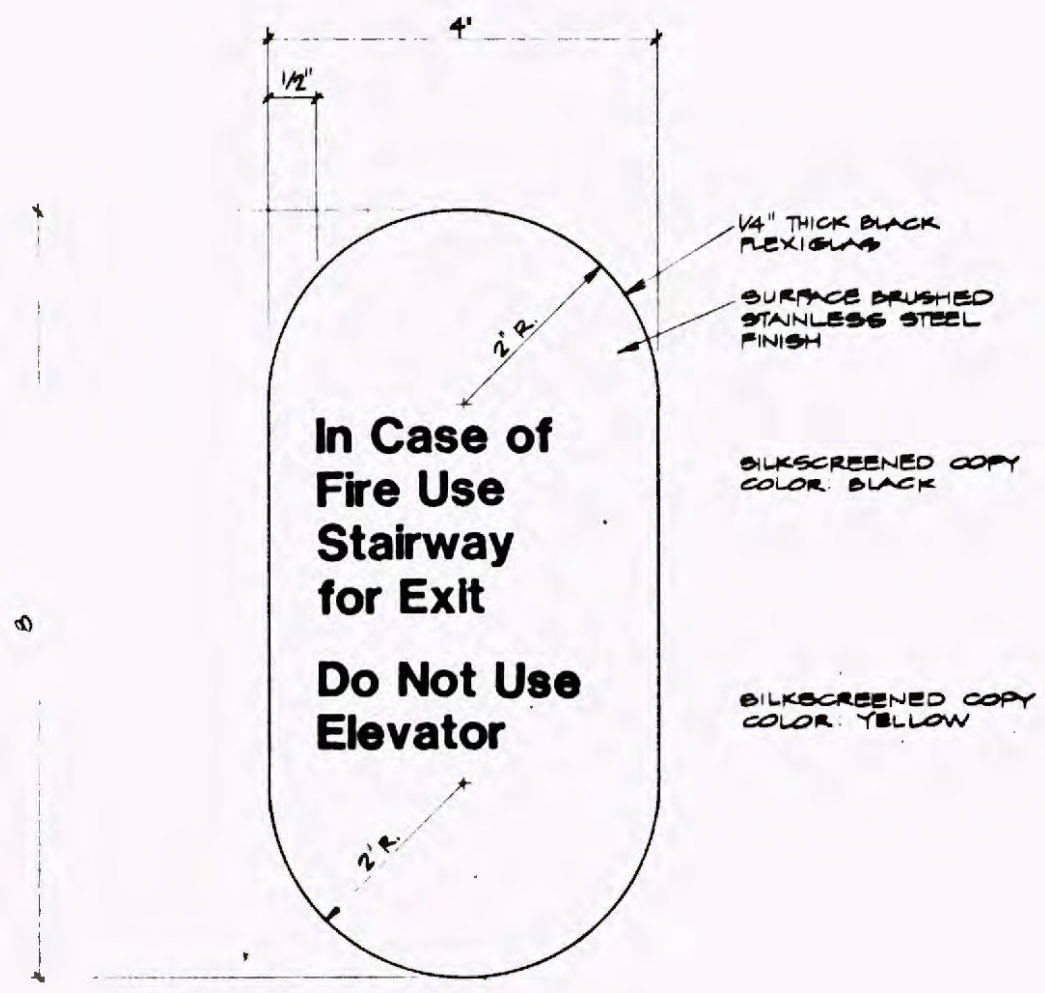 4'
1/2"
1/4" THICK BLACK
PLEXIGLAS
SURFACE BRUSHED
STAINLESS STEEL
FINISH
2" R.
In Case of
Fire Use
Stairway
for Exit
SILKSCREENED COPY
COLOR: BLACK
8
Do Not Use
Elevator
SILKSCREENED COPY
COLOR: YELLOW
2' R.